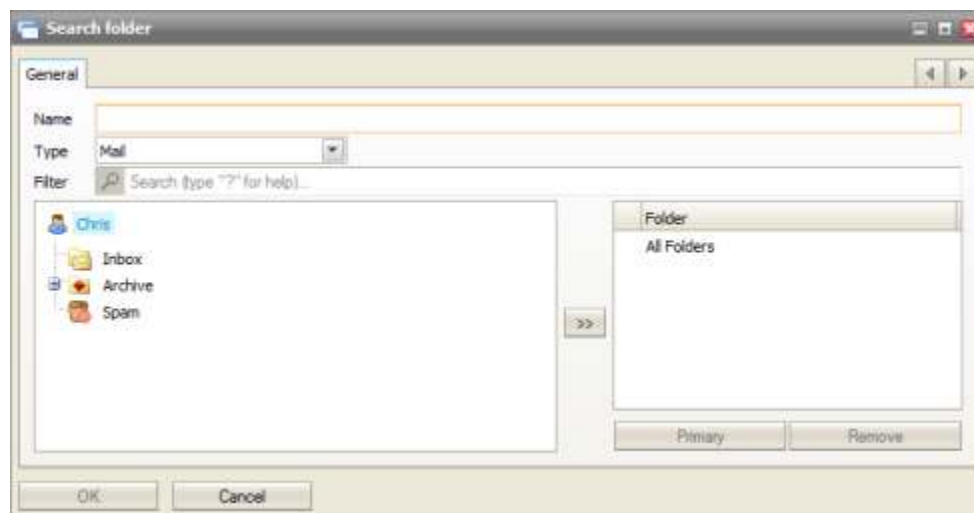 Search folder
General
Name
Type Mail
Filter Search (type "?" for help)...
Chris
Inbox
Archive
Spam
>>
Folder
All Folders
Primary Remove
OK Cancel